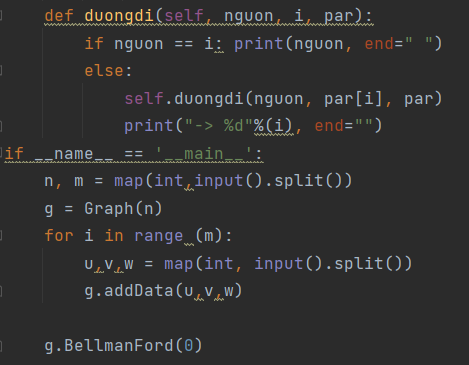 def duongdi(self, nguon, i, par):
        if nguon == i: print(nguon, end=" ")
        else:
            self.duongdi(nguon, par[i], par)
            print("-> %d"%(i), end="")
if __name__ == '__main__':
    n, m = map(int,input().split())
    g = Graph(n)
    for i in range (m):
        u,v,w = map(int, input().split())
        g.addData(u,v,w)

    g.BellmanFord(0)